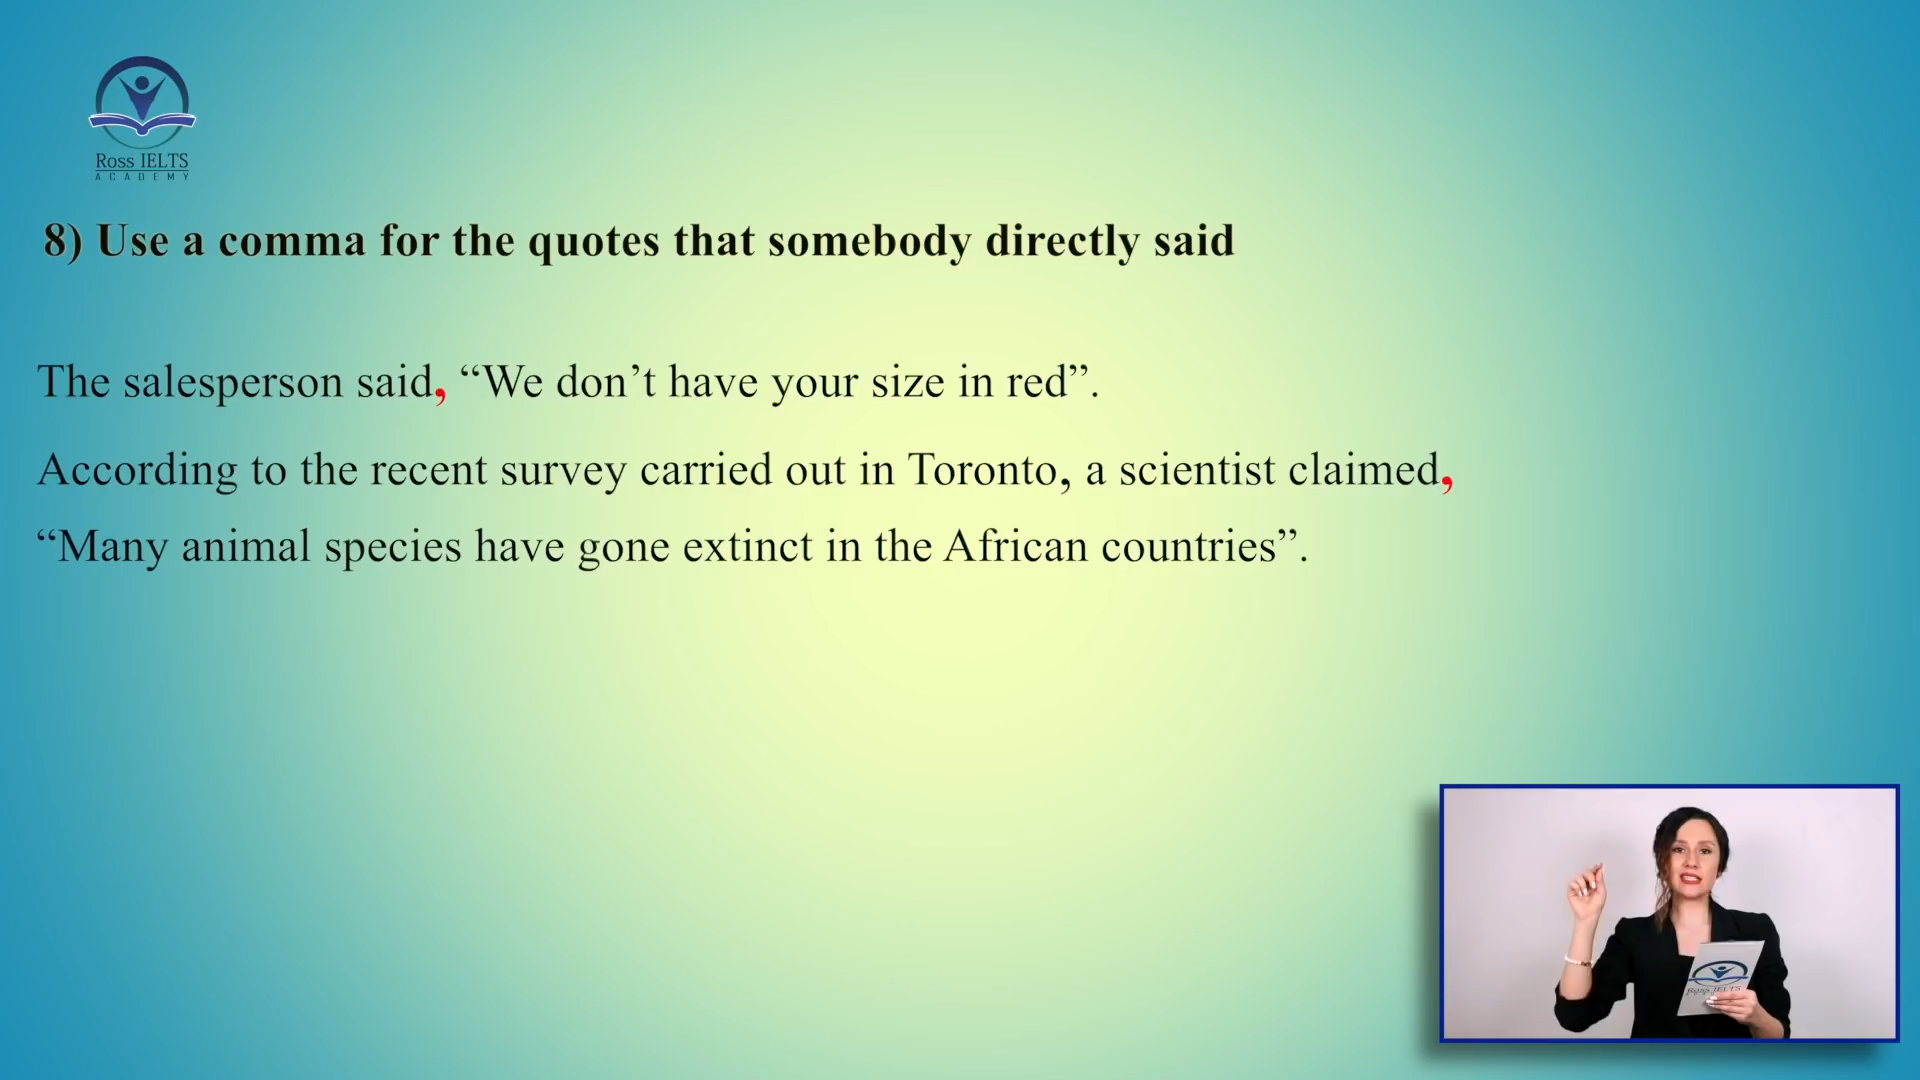 Ross IELTS
ACADEMY
8) Use a comma for the quotes that somebody directly said
The salesperson said, “We don’t have your size in red”.
According to the recent survey carried out in Toronto, a scientist claimed,
“Many animal species have gone extinct in the African countries”.
Ross IELTS